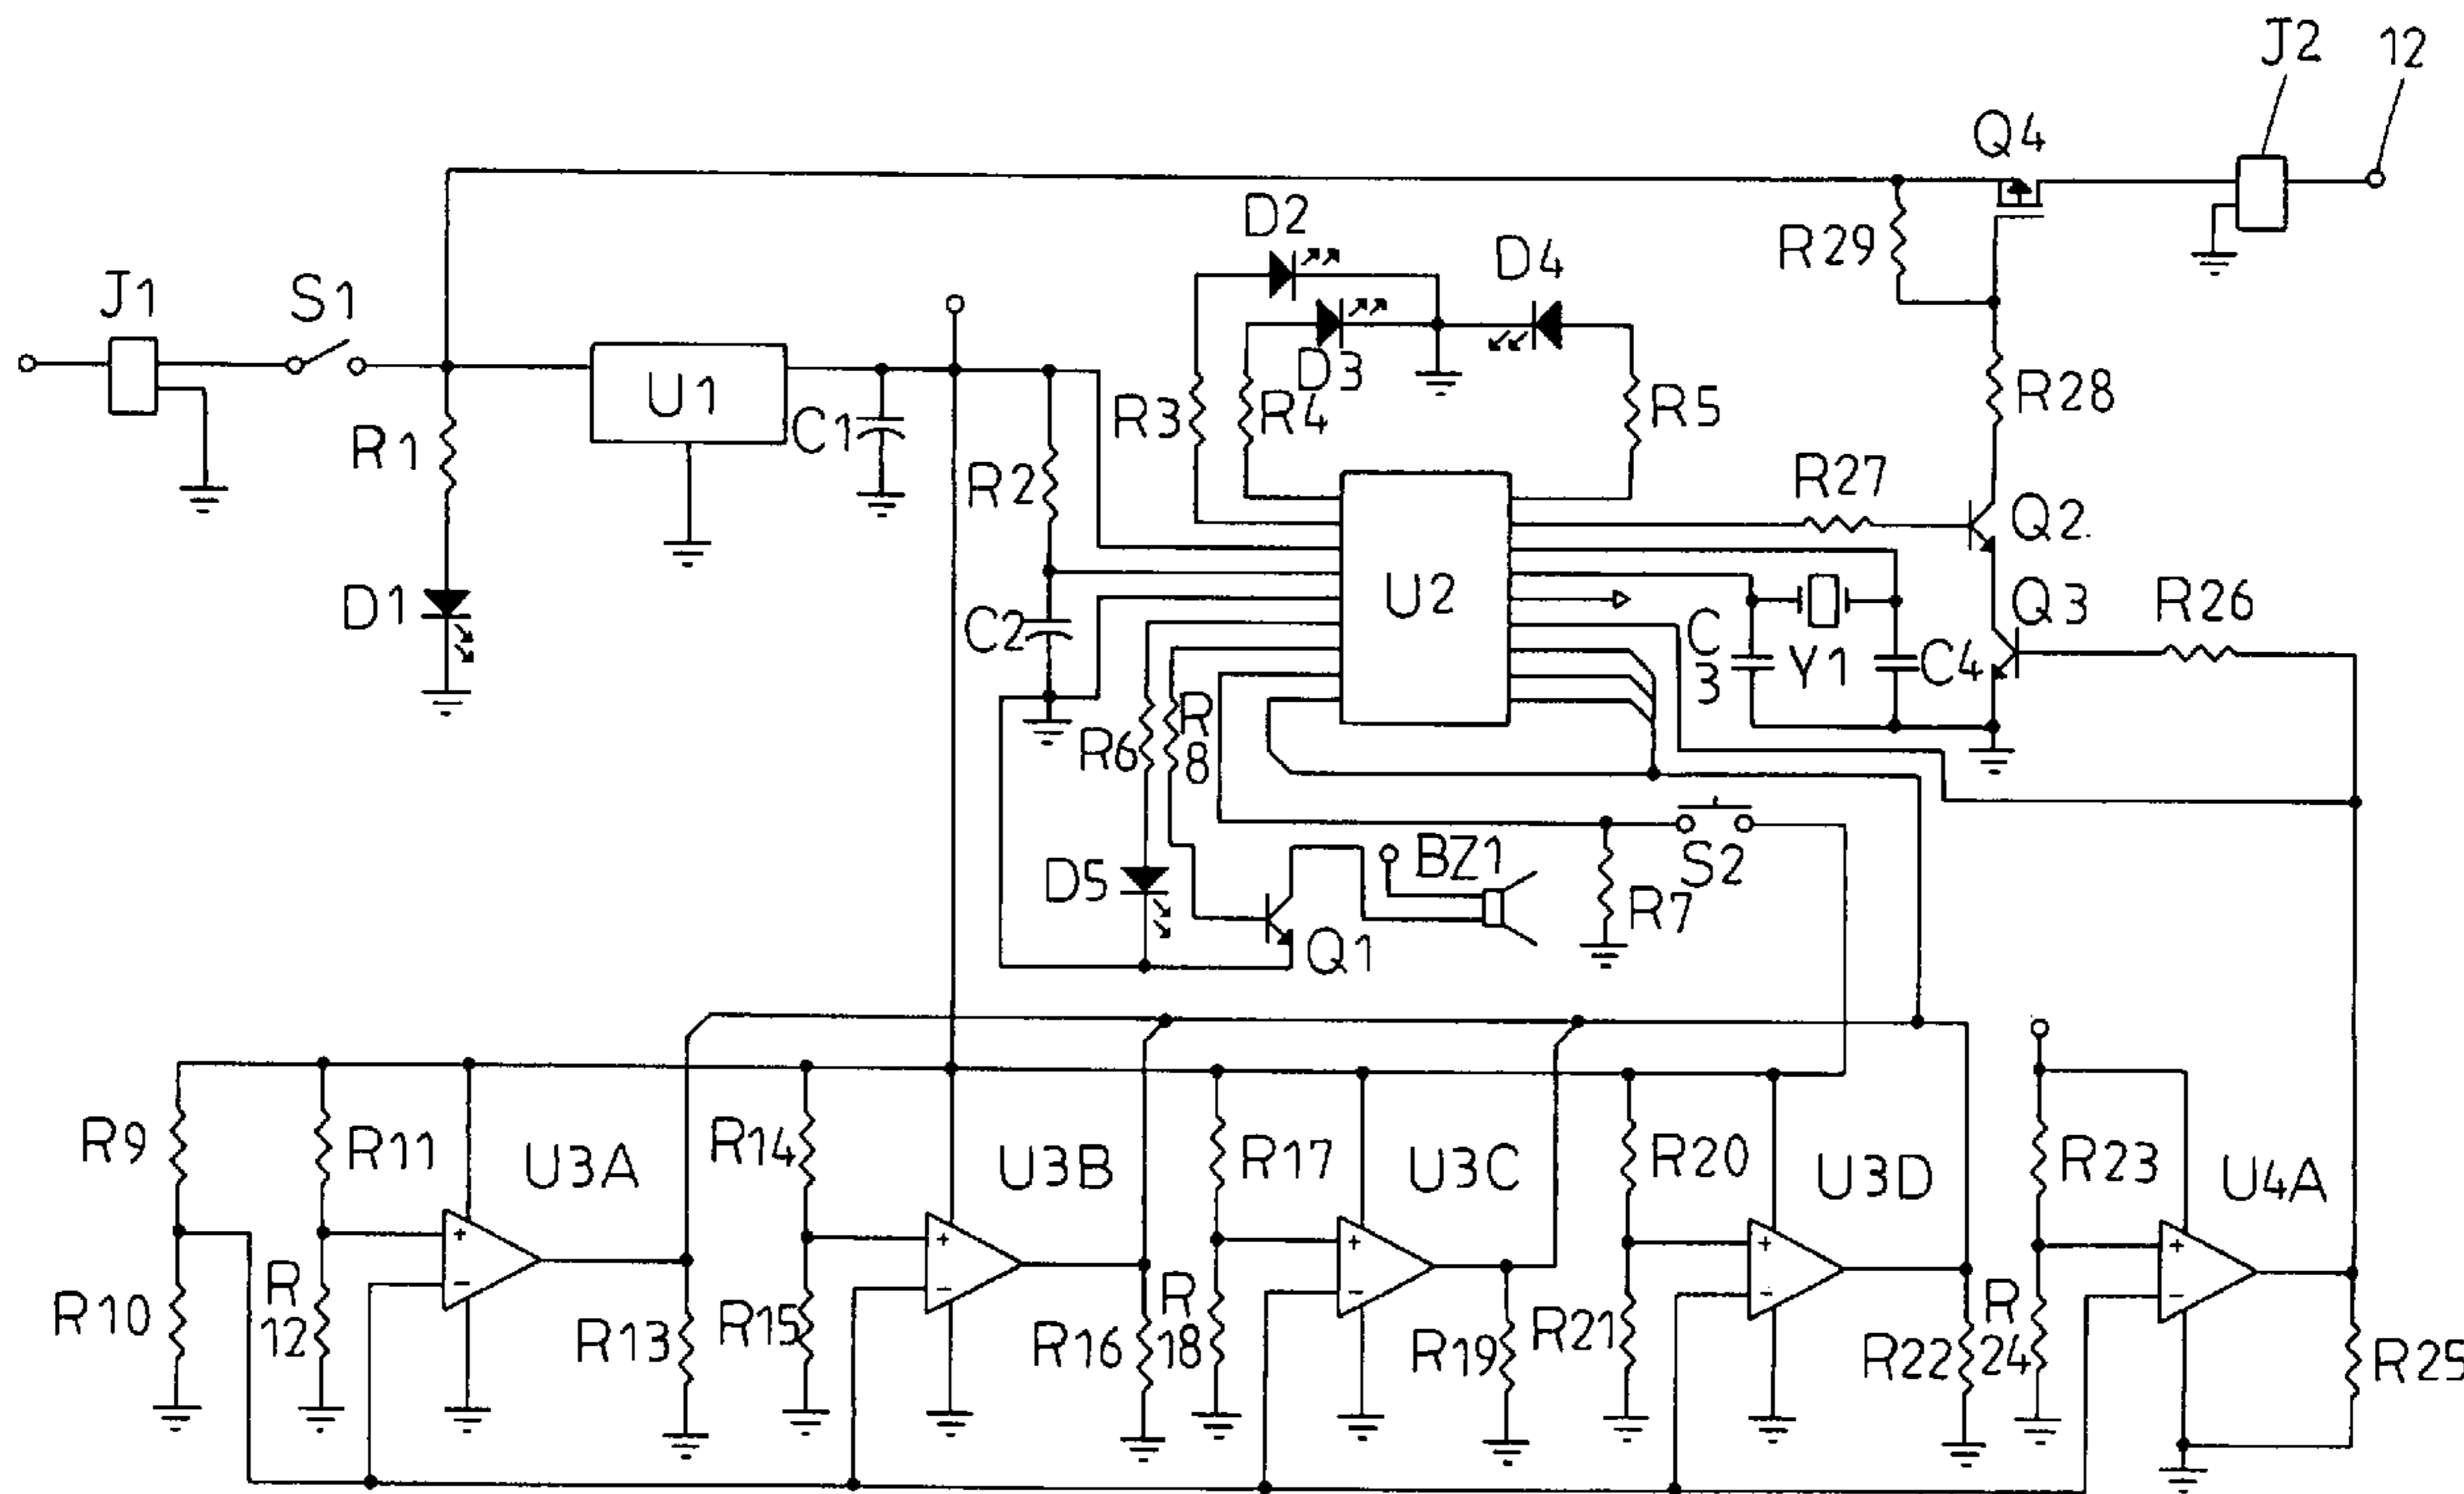 J2 12
Q4
D2
R29
D4
J1 S1
D3
U1
R3 R4 R5
R28
C1
R1
R2
R27
Q2.
D1
U2
Q3 R26
C2
C
3
Y1 C4
R6
R
8
BZ1
S2
D5
R7
Q1
R9 R11 U3A R14 U3B R17 U3C R20 U3D R23 U4A
+ + + + +
- - - - -
R10
R
12
R13 R15 R16
R
18
R19 R21 R22
R
24
R25